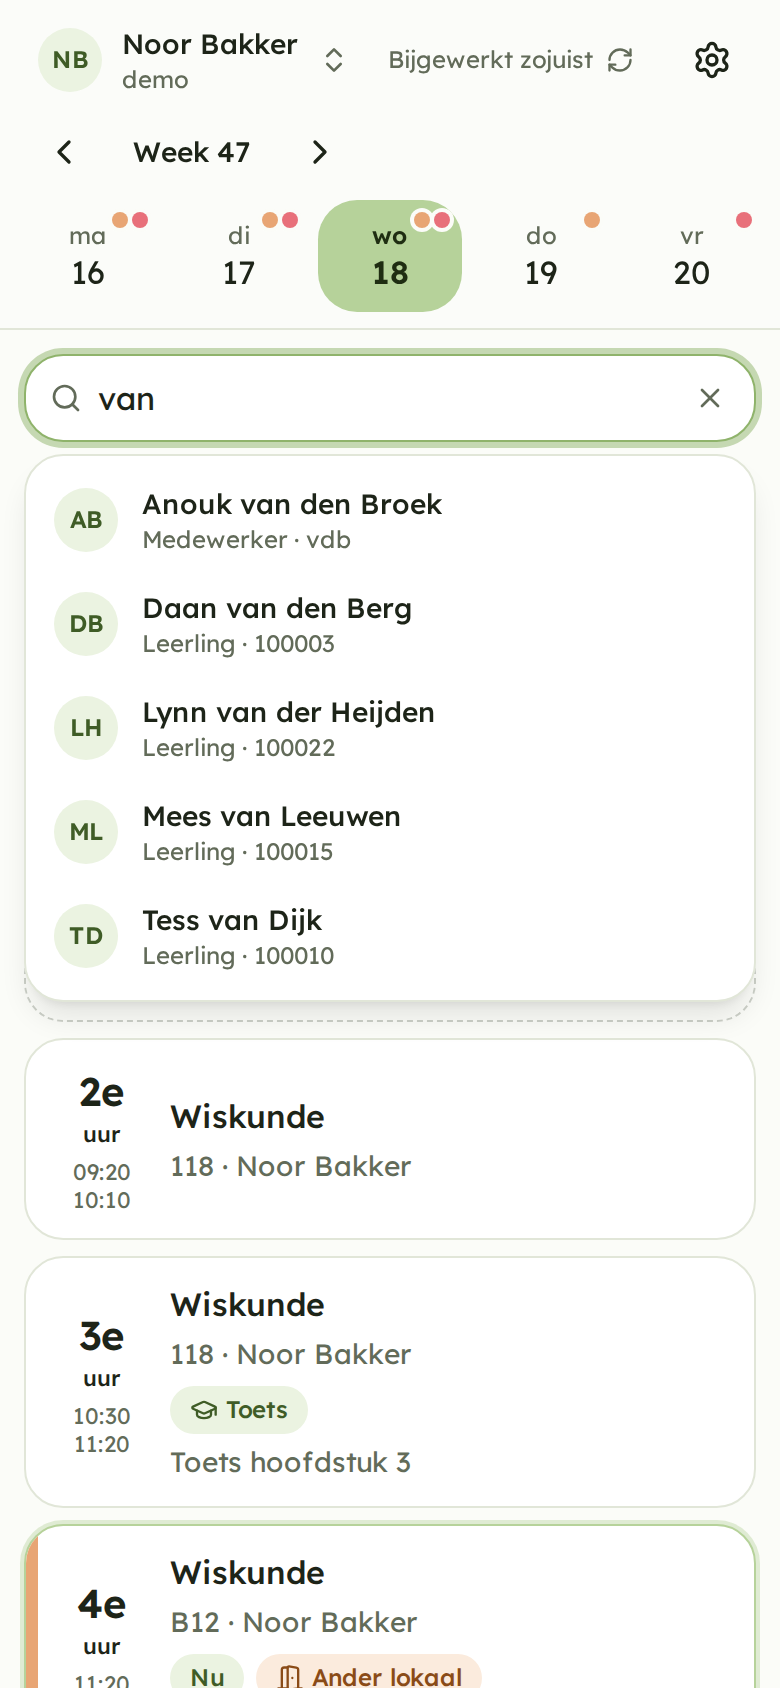 NB
Noor Bakker
demo
Bijgewerkt zojuist
Week 47
ma
16
di
17
wo
18
do
19
vr
20
van
AB
Anouk van den Broek
Medewerker · vdb
DB
Daan van den Berg
Leerling · 100003
LH
Lynn van der Heijden
Leerling · 100022
ML
Mees van Leeuwen
Leerling · 100015
TD
Tess van Dijk
Leerling · 100010
2e
uur
09:20
10:10
Wiskunde
118 · Noor Bakker
3e
uur
10:30
11:20
Wiskunde
118 · Noor Bakker
Toets
Toets hoofdstuk 3
4e
uur
11:20
Wiskunde
B12 · Noor Bakker
Nu
Ander lokaal